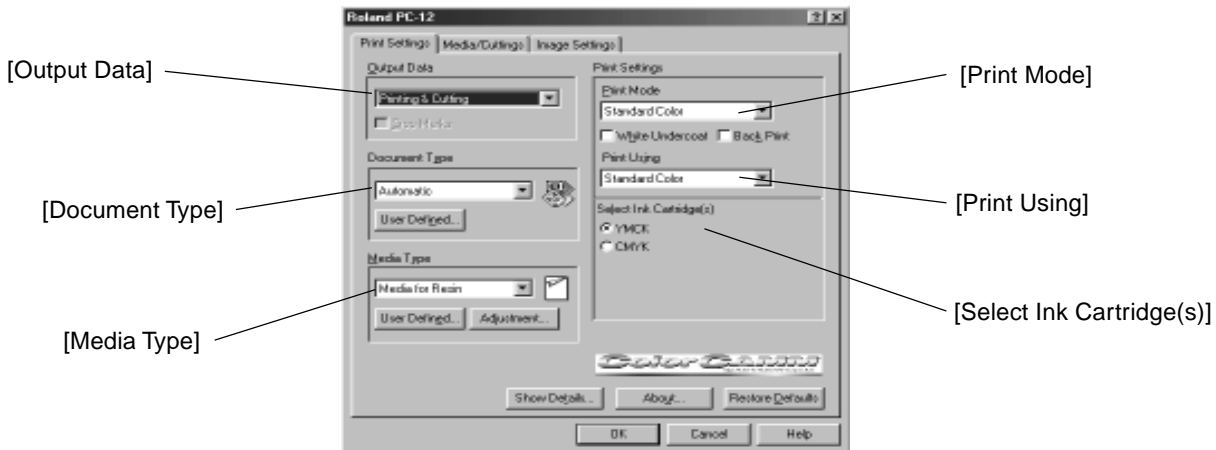 Roland PC-12
Print Settings
Media/Cuttings
Image Settings
[Output Data]
Output Data
Printing & Cutting
[Document Type]
Document Type
Automatic
User Defined...
[Media Type]
Media Type
Media for Resin
User Defined...
Adjustment...
Print Settings
[Print Mode]
Print Mode
Standard Color
White Undercoat
Back Print
[Print Using]
Print Using
Standard Color
[Select Ink Cartridge(s)]
Select Ink Cartridge(s)
YMCK
CMYK
Color CAMM
Show Details...
About...
Restore Defaults
OK
Cancel
Help